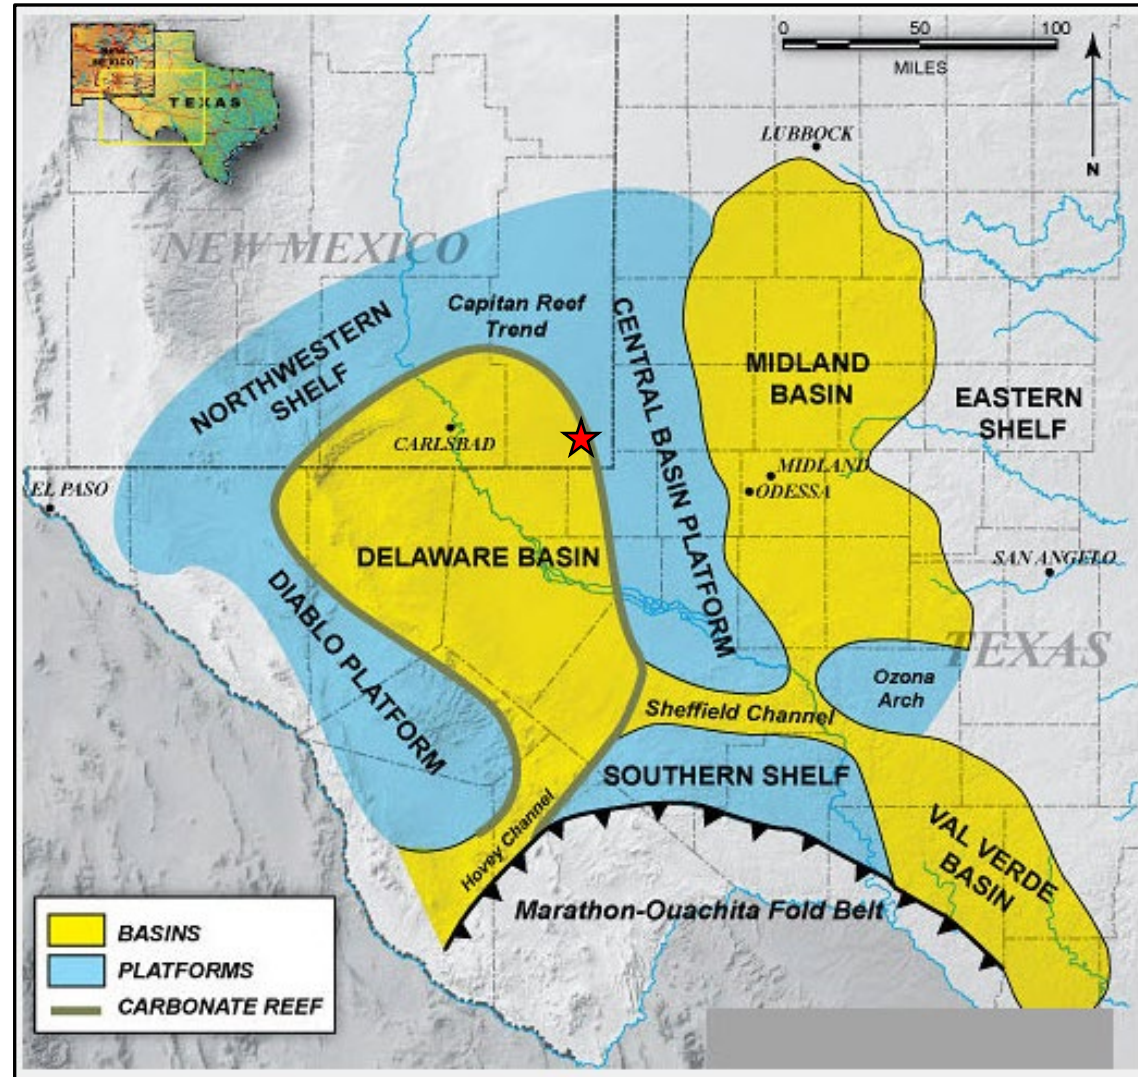 NEW
MEXICO
TEXAS
0 50 100
MILES
N
LUBBOCK
NEW MEXICO
Capitan Reef
Trend
NORTHWESTERN
SHELF
CENTRAL BASIN PLATFORM
MIDLAND
BASIN
EASTERN
SHELF
CARLSBAD
MIDLAND
ODESSA
EL PASO
DELAWARE BASIN
SAN ANGELO
DIABLO PLATFORM
TEXAS
Ozona
Arch
Sheffield Channel
SOUTHERN SHELF
Hovey Channel
VAL VERDE
BASIN
Marathon-Ouachita Fold Belt
BASINS
PLATFORMS
CARBONATE REEF